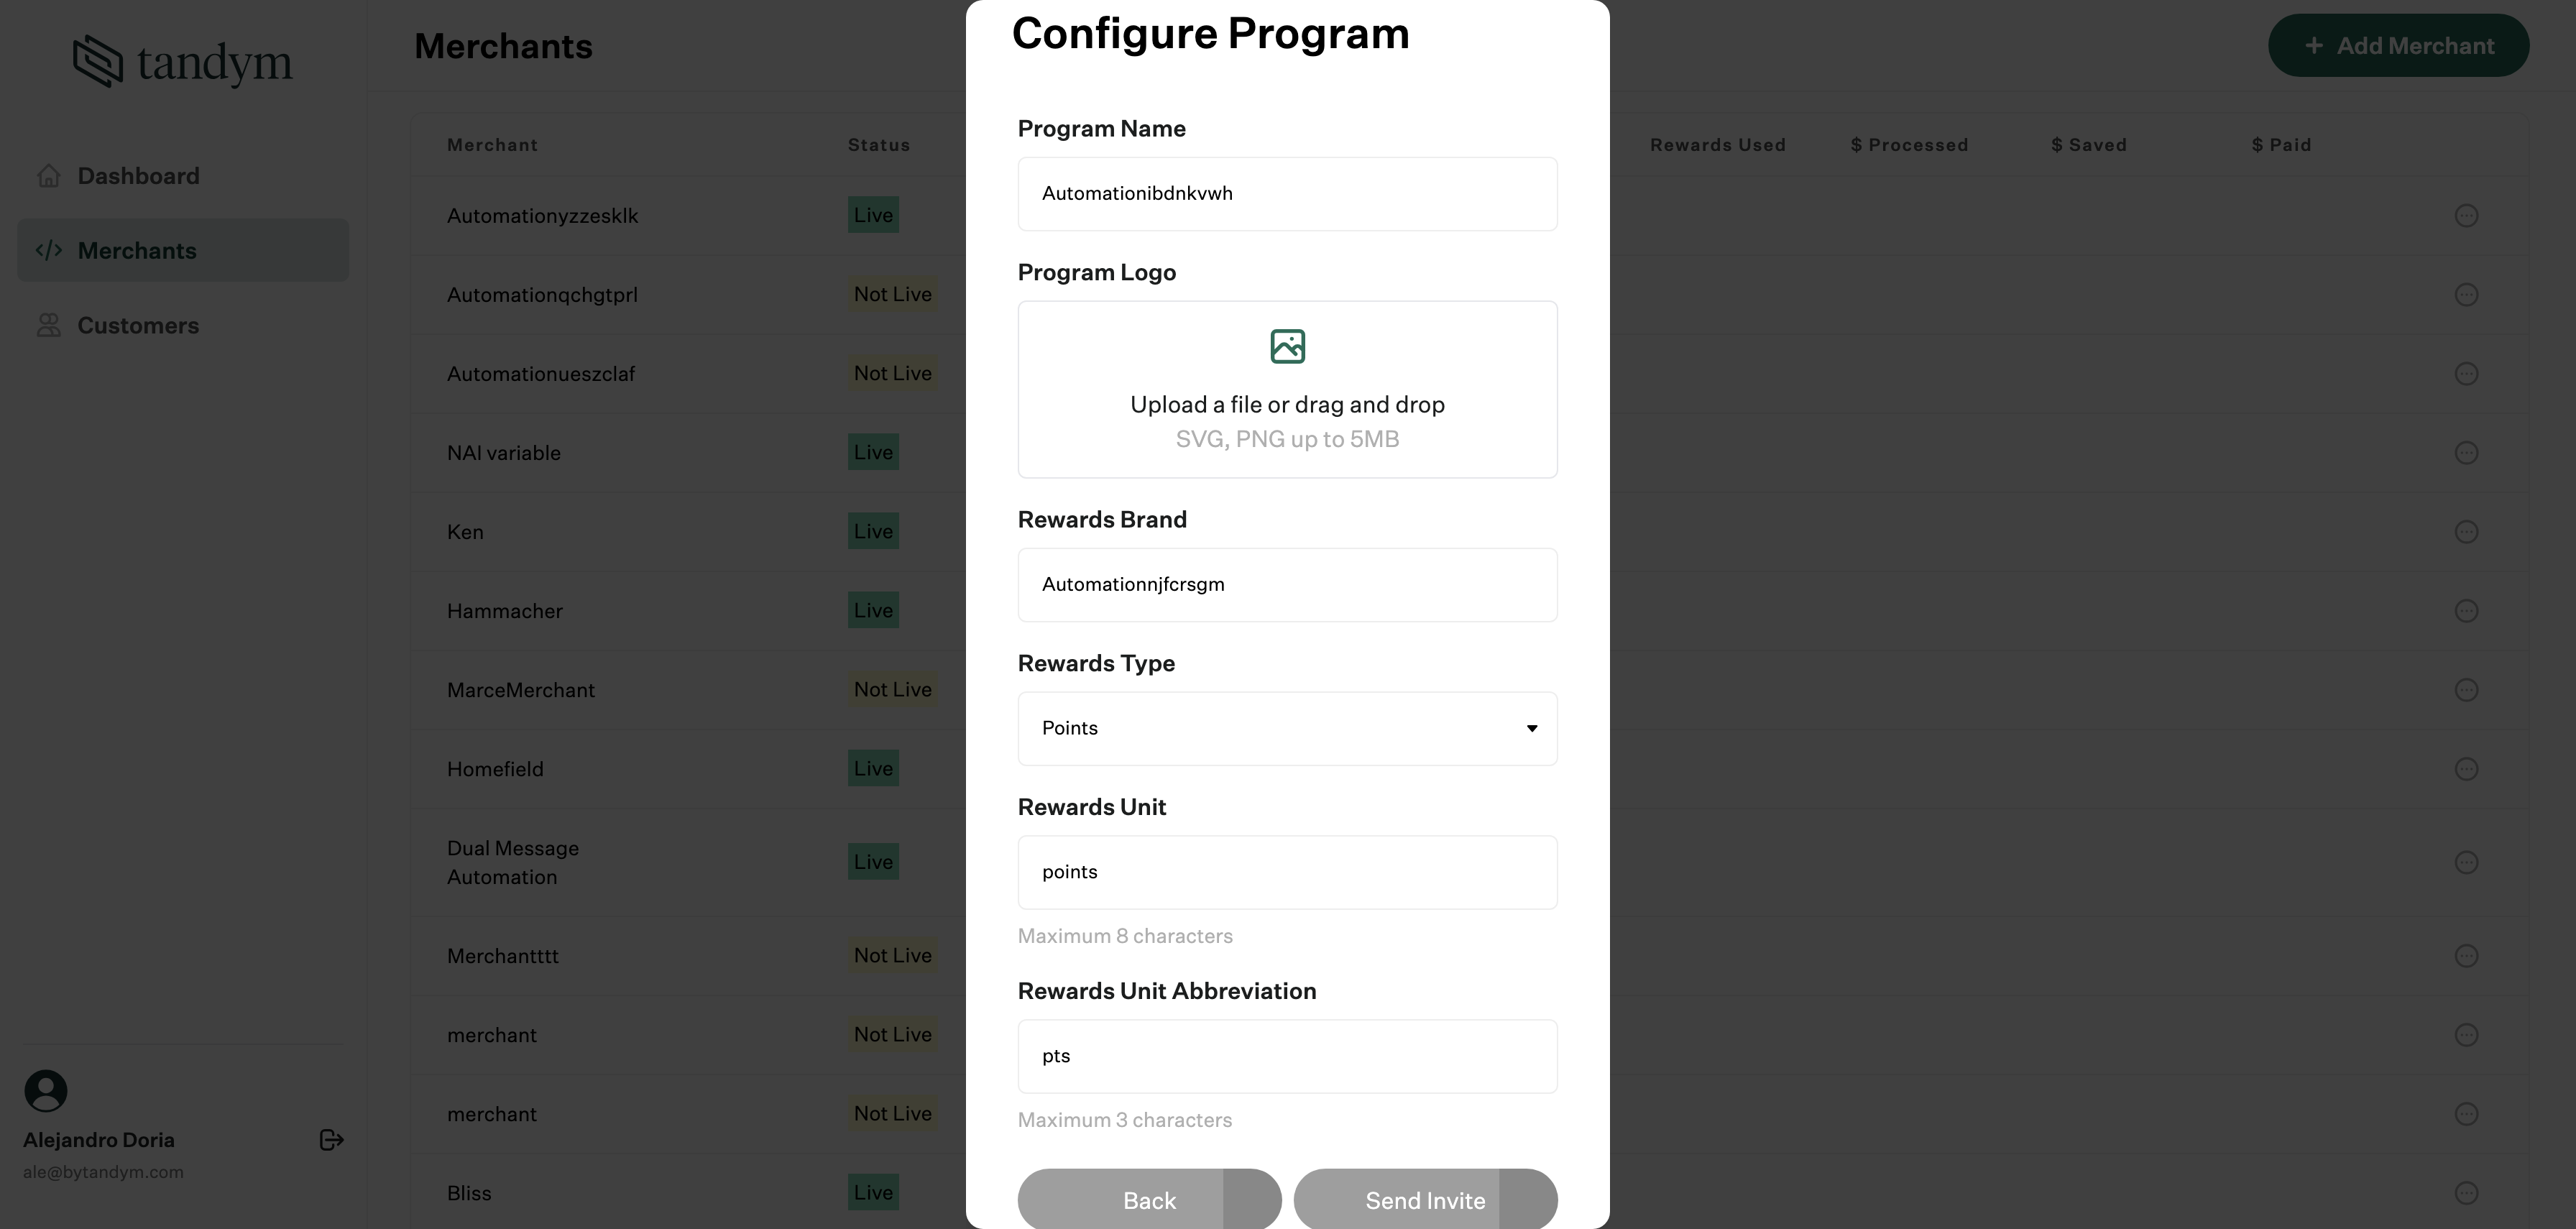 tandym
Dashboard
Merchants
Customers
Alejandro Doria
ale@bytandym.com
Merchants
+ Add Merchant
Merchant Status Rewards Used $ Processed $ Saved $ Paid
Automationyzzesklk Live
Automationqchgtprl Not Live
Automationueszclaf Not Live
NAI variable Live
Ken Live
Hammacher Live
MarceMerchant Not Live
Homefield Live
Dual Message
Automation Live
Merchantttt Not Live
merchant Not Live
merchant Not Live
Bliss Live
Configure Program
Program Name
Automationibdnkvwh
Program Logo
Upload a file or drag and drop
SVG, PNG up to 5MB
Rewards Brand
Automationnjfcrsgm
Rewards Type
Points
Rewards Unit
points
Maximum 8 characters
Rewards Unit Abbreviation
pts
Maximum 3 characters
Back
Send Invite